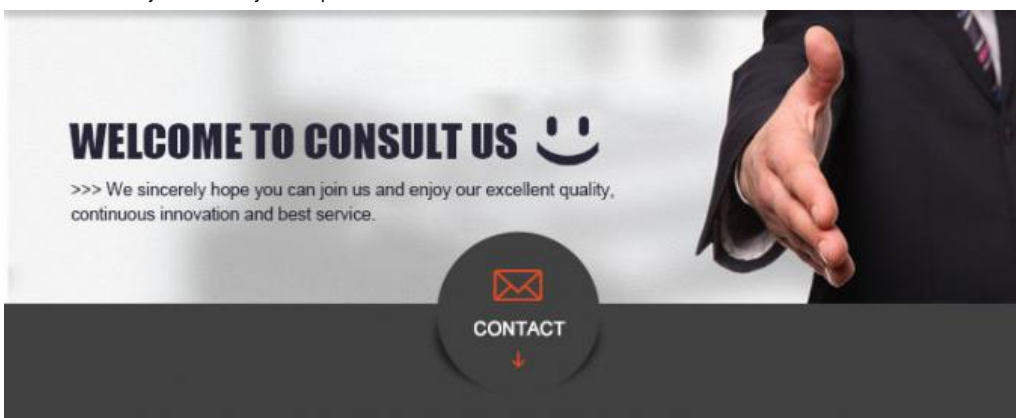 WELCOME TO CONSULT US
>>> We sincerely hope you can join us and enjoy our excellent quality,
continuous innovation and best service.
CONTACT